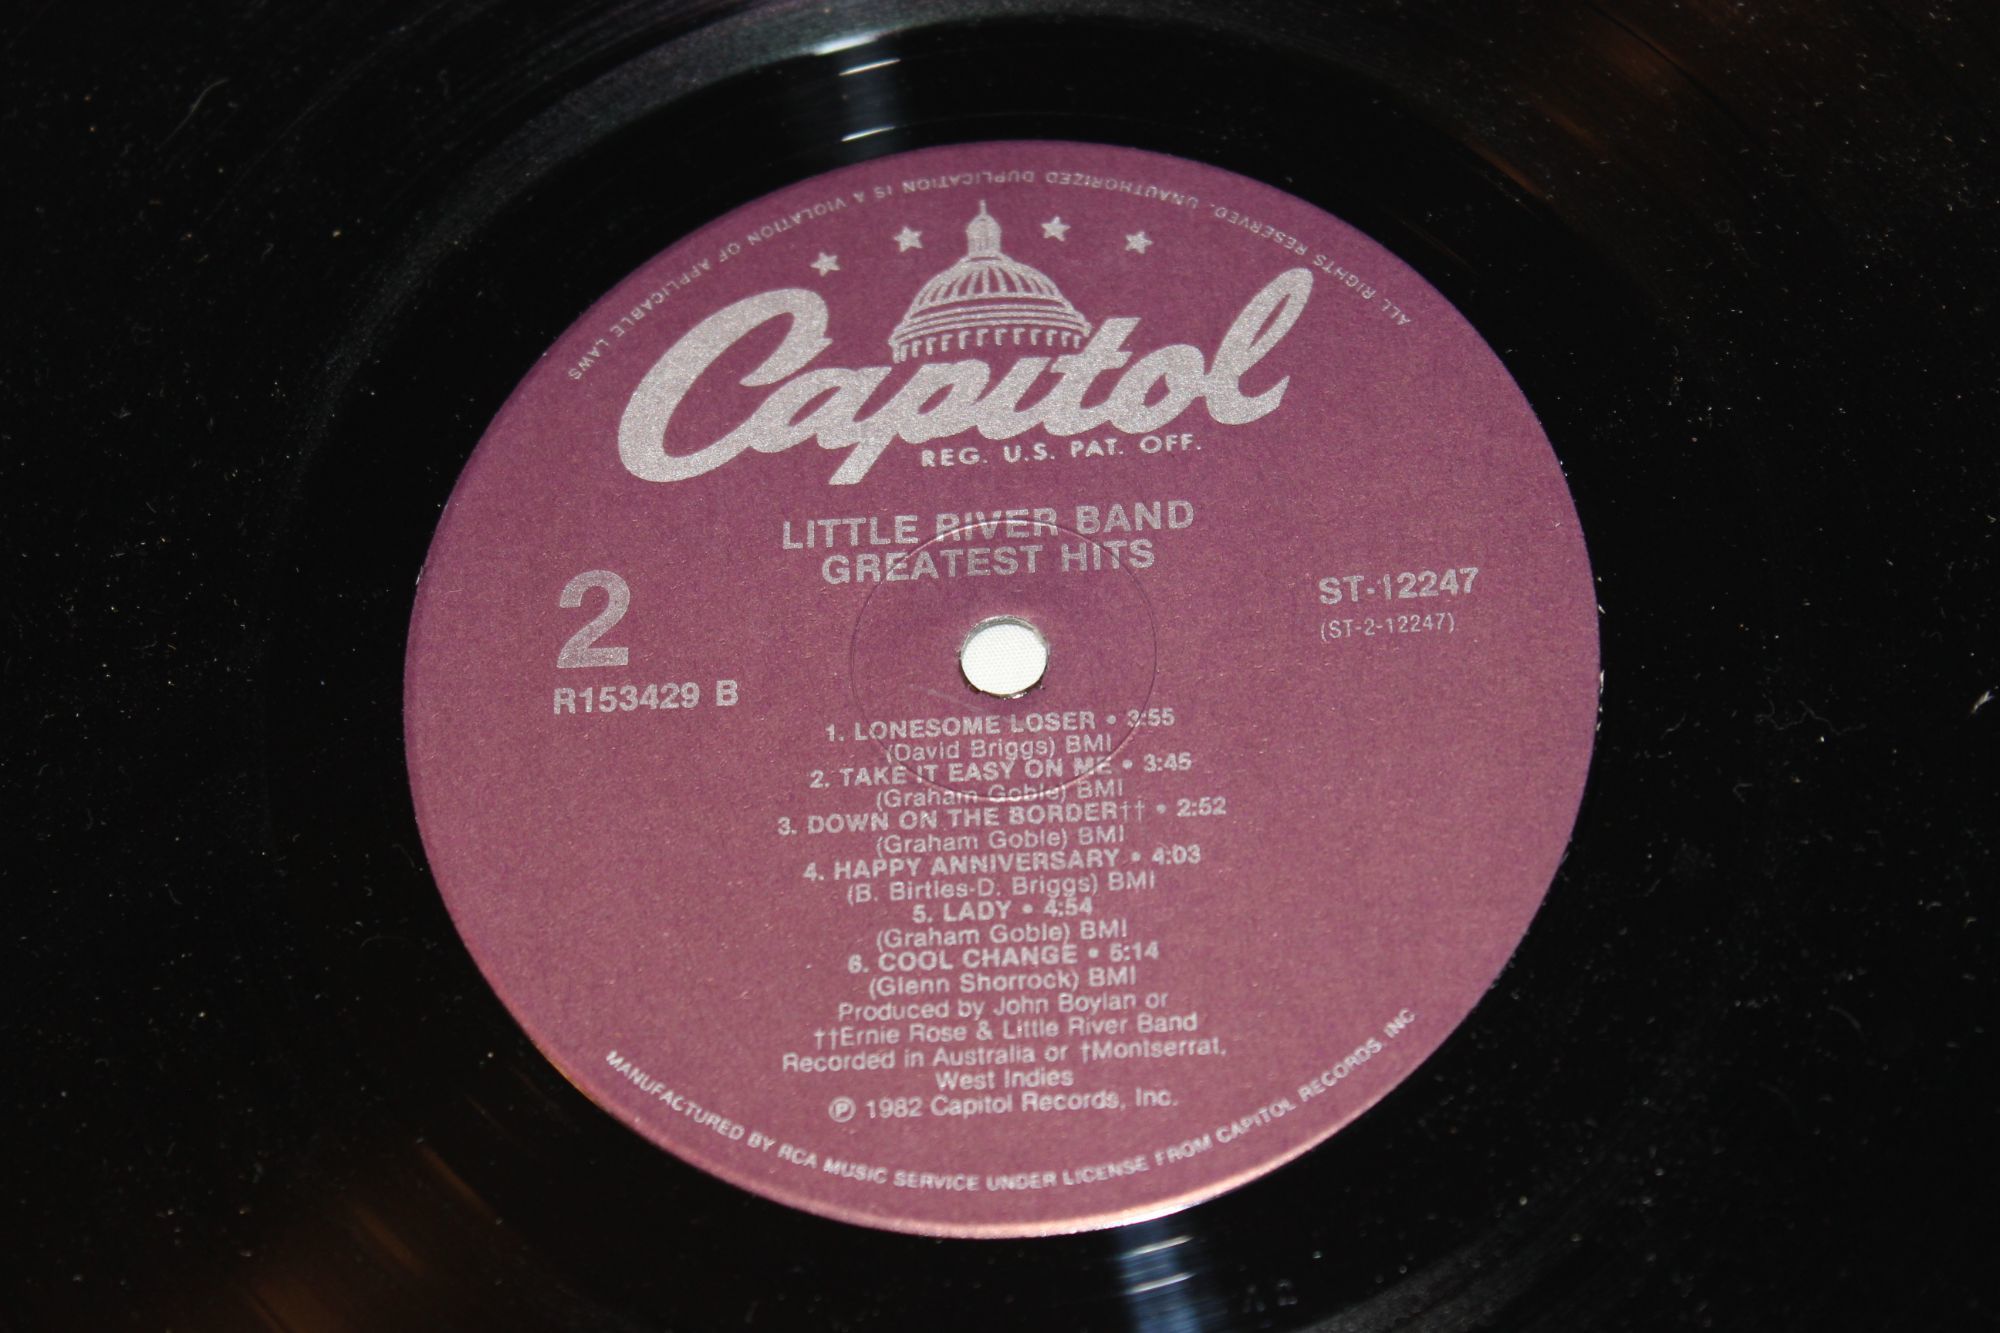 ALL RIGHTS RESERVED. UNAUTHORIZED DUPLICATION IS A VIOLATION OF APPLICABLE LAWS
Capitol
REG. U.S. PAT. OFF.
LITTLE RIVER BAND
GREATEST HITS
2
R153429 B
ST-12247
(ST-2-12247)
1. LONESOME LOSER • 3:55
(David Briggs) BMI
2. TAKE IT EASY ON ME • 3:45
(Graham Goble) BMI
3. DOWN ON THE BORDER†† • 2:52
(Graham Goble) BMI
4. HAPPY ANNIVERSARY • 4:03
(B. Birtles-D. Briggs) BMI
5. LADY • 4:54
(Graham Goble) BMI
6. COOL CHANGE • 5:14
(Glenn Shorrock) BMI
Produced by John Boylan or
††Ernie Rose & Little River Band
Recorded in Australia or †Montserrat,
West Indies
Ⓟ 1982 Capitol Records, Inc.
MANUFACTURED BY RCA MUSIC SERVICE UNDER LICENSE FROM CAPITOL RECORDS, INC.